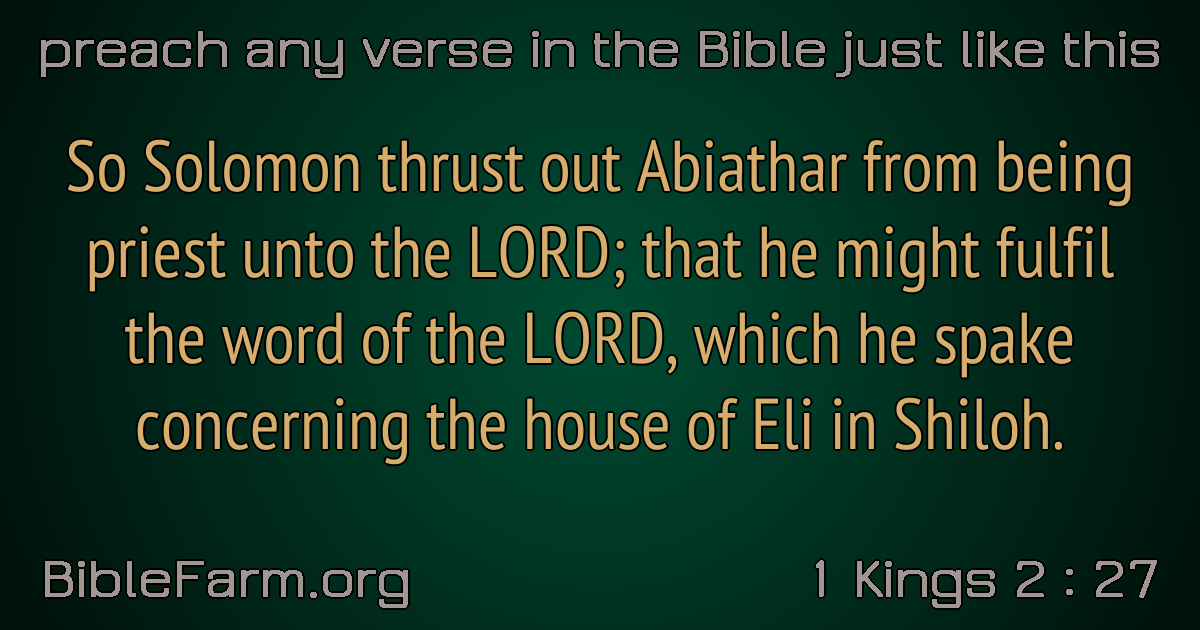 preach any verse in the Bible just like this
So Solomon thrust out Abiathar from being
priest unto the LORD; that he might fulfil
the word of the LORD, which he spake
concerning the house of Eli in Shiloh.
BibleFarm.org
1 Kings 2 : 27